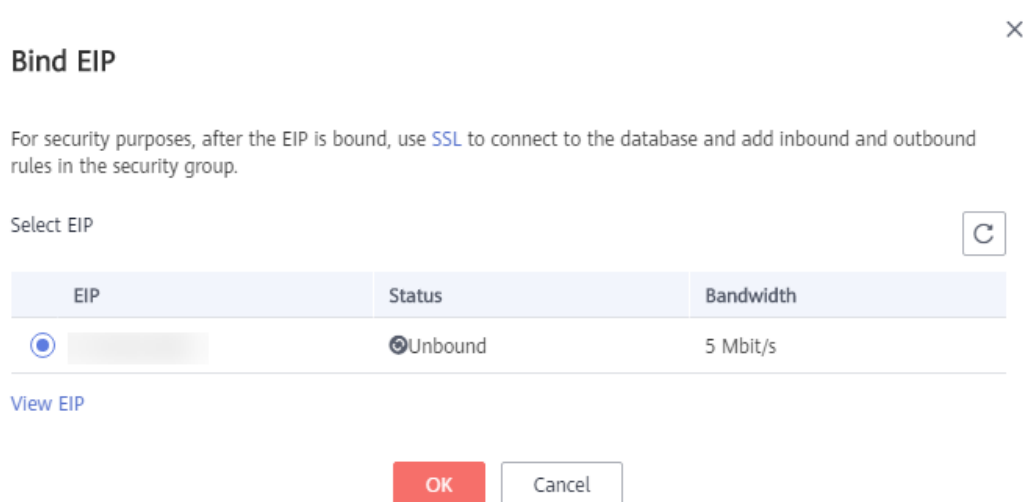 Bind EIP
For security purposes, after the EIP is bound, use SSL to connect to the database and add inbound and outbound
rules in the security group.
Select EIP
EIP Status Bandwidth
Unbound 5 Mbit/s
View EIP
OK Cancel